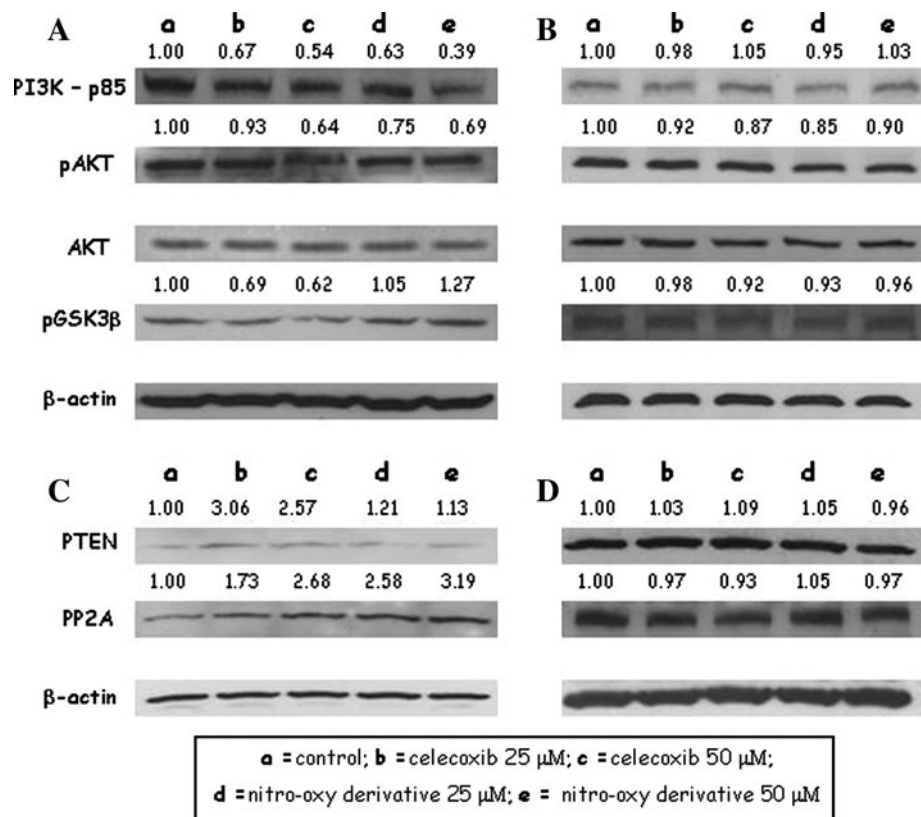 A a b c d e B a b c d e
1.00 0.67 0.54 0.63 0.39 1.00 0.98 1.05 0.95 1.03
PI3K - p85
1.00 0.93 0.64 0.75 0.69 1.00 0.92 0.87 0.85 0.90
pAKT
AKT
1.00 0.69 0.62 1.05 1.27 1.00 0.98 0.92 0.93 0.96
pGSK3β
β-actin
C a b c d e D a b c d e
1.00 3.06 2.57 1.21 1.13 1.00 1.03 1.09 1.05 0.96
PTEN
1.00 1.73 2.68 2.58 3.19 1.00 0.97 0.93 1.05 0.97
PP2A
β-actin
a =control; b =celecoxib 25 µM; c =celecoxib 50 µM;
d =nitro-oxy derivative 25 µM; e = nitro-oxy derivative 50 µM